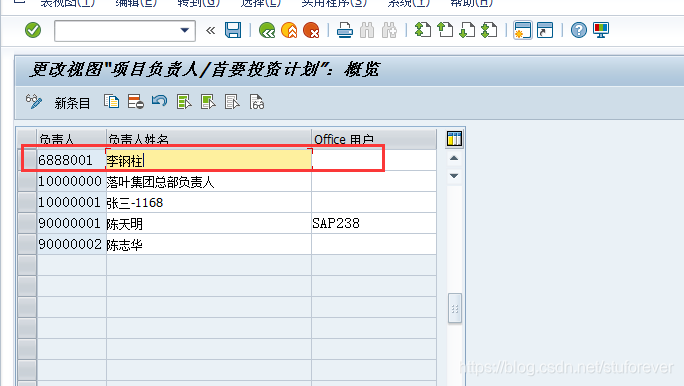 表视图(T) 编辑(E) 转到(G) 选择(L) 实用程序(S) 系统(Y) 帮助(H)
更改视图"项目负责人/首要投资计划": 概览
新条目
负责人 负责人姓名 Office 用户
6888001 李钢柱
10000000 落叶集团总部负责人
10000001 张三-1168
90000001 陈天明 SAP238
90000002 陈志华
https://blog.csdn.net/stuforever